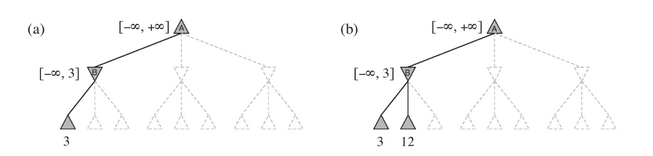 (a) [-∞, +∞] A (b) [-∞, +∞] A
[-∞, 3] B [-∞, 3] B
3 3 12